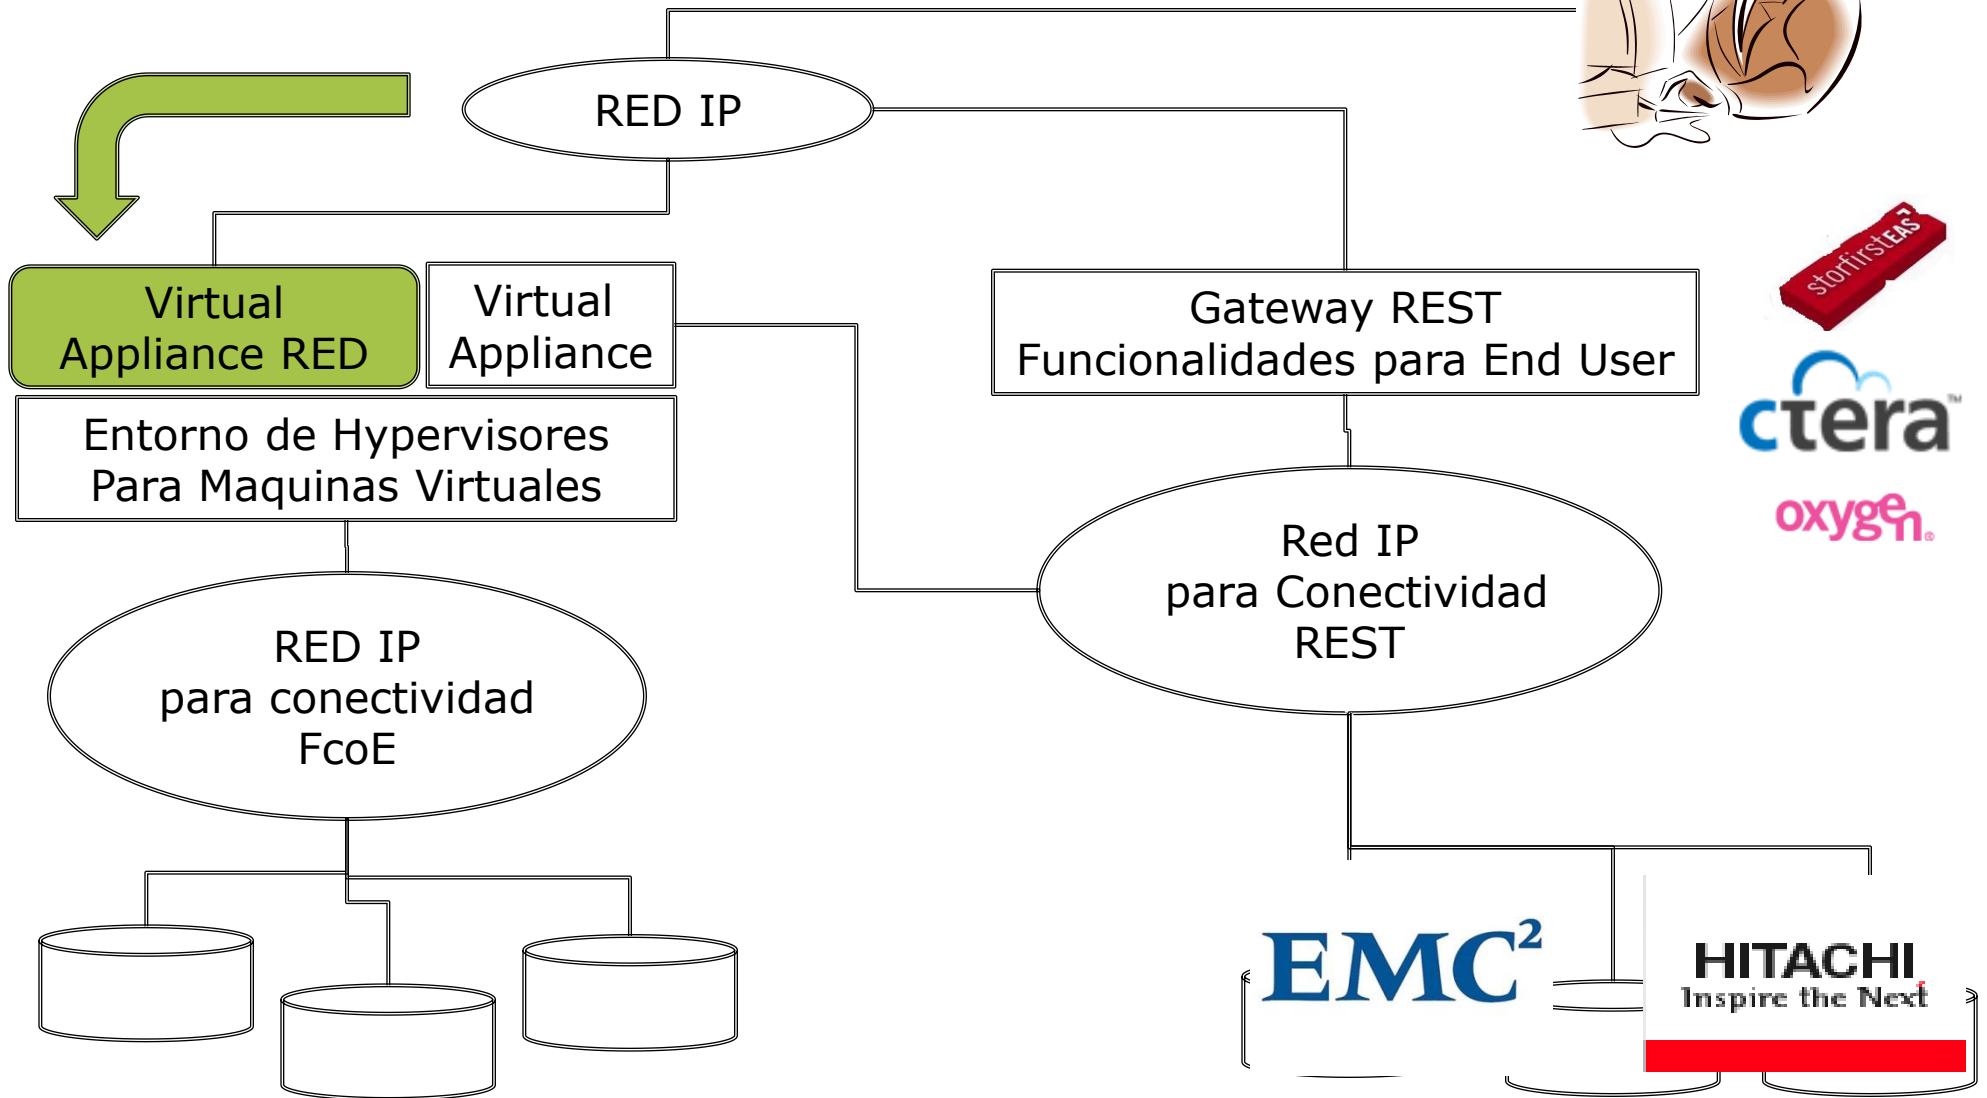 RED IP
Virtual
Appliance RED
Virtual
Appliance
Gateway REST
Funcionalidades para End User
storfirstEAS
ctera™
oxygen®
Entorno de Hypervisores
Para Maquinas Virtuales
Red IP
para Conectividad
REST
RED IP
para conectividad
FcoE
EMC²
HITACHI
Inspire the Next